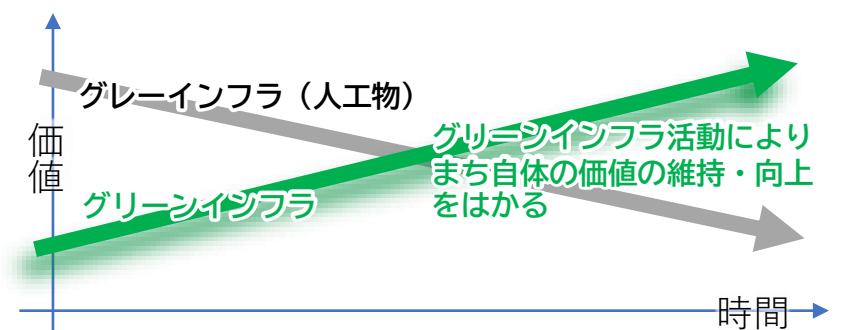 グレーインフラ（人工物）
価値
グリーンインフラ活動により
まち自体の価値の維持・向上
をはかる
グリーンインフラ
時間